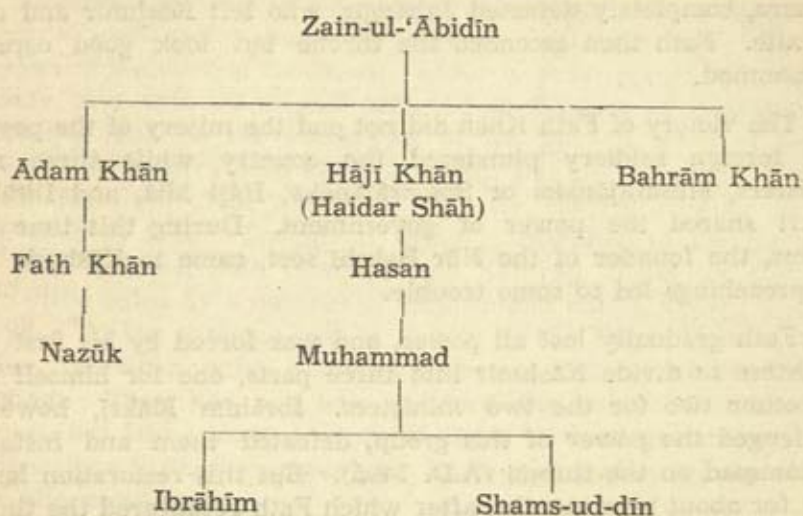 Zain-ul-‘Ābidīn
Ādam Khān Hājī Khān Bahrām Khān
(Haidar Shāh)
Fath Khān Hasan
Nazūk Muhammad
Ibrāhīm Shams-ud-dīn